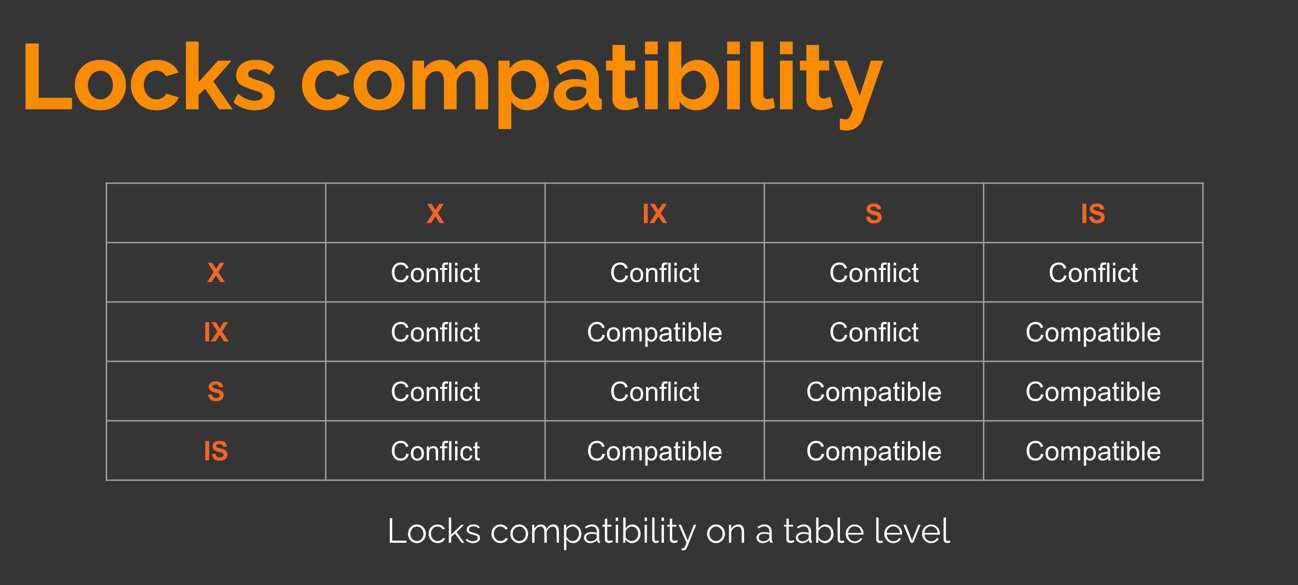 Locks compatibility
X IX S IS
X Conflict Conflict Conflict Conflict
IX Conflict Compatible Conflict Compatible
S Conflict Conflict Compatible Compatible
IS Conflict Compatible Compatible Compatible
Locks compatibility on a table level